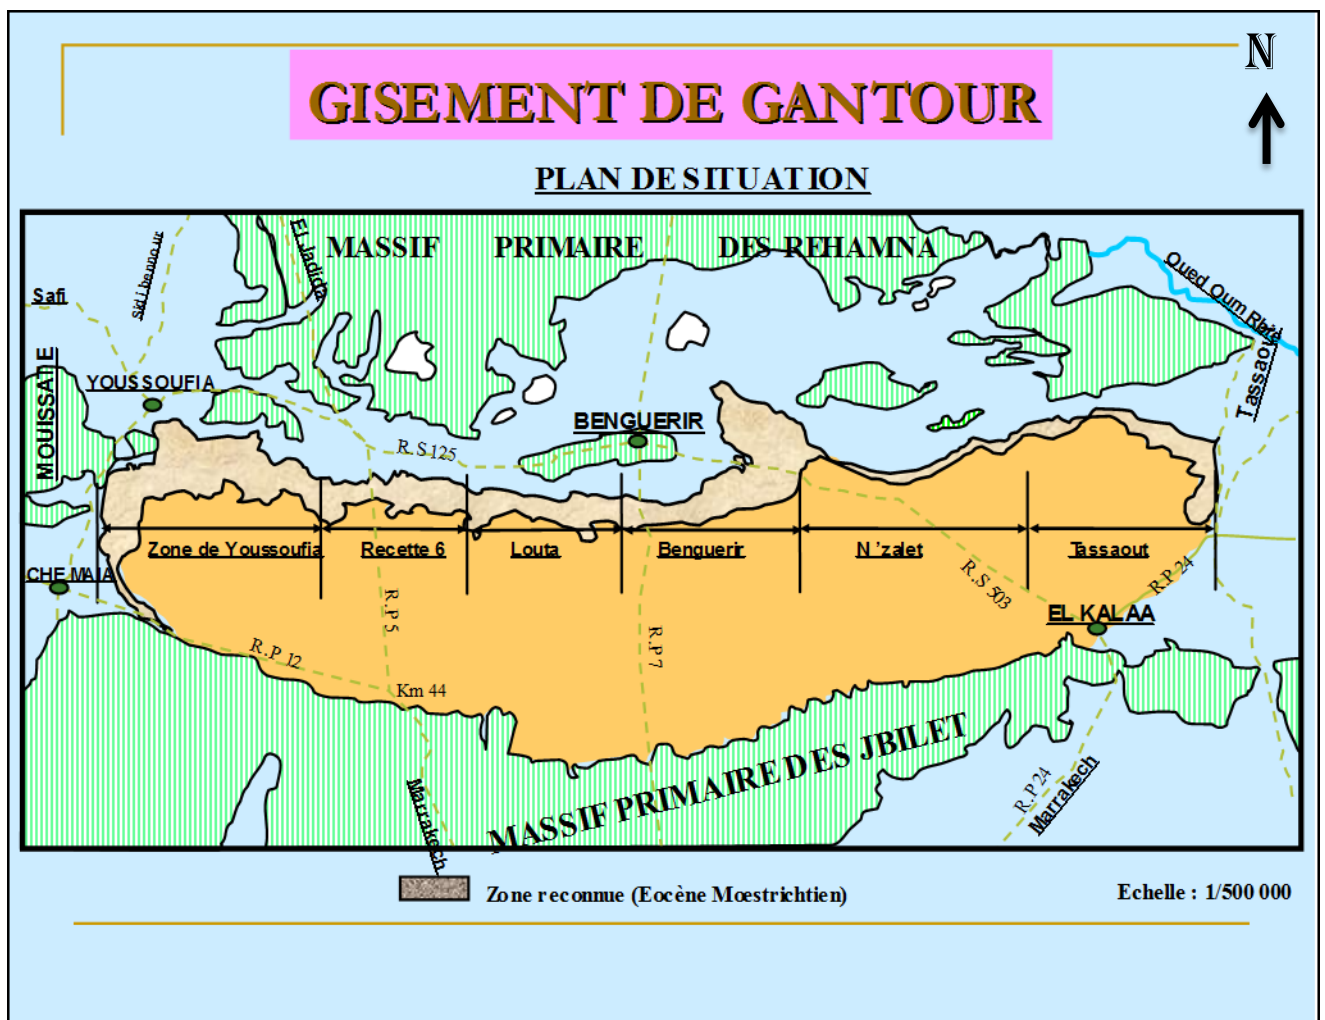 N
GISEMENT DE GANTOUR
PLAN DE SITUATION
MASSIF PRIMAIRE DES REHAMNA
El Jadida
Sidi bennour
Safi
Oued Oum Rbiî
Tassaout
MOUISSATE
YOUSSOUFIA
BENGUERIR
R.S 125
Zone de Youssoufia
Recette 6
Louta
Benguerir
N 'zalet
Tassaout
CHEMAIA
R.S 503
R.P 24
EL KALAA
R.P 5
R.P 7
R.P 12
Km 44
MASSIF PRIMAIRE DES JBILET
Marrakech
R.P 24
Marrakech
Zone reconnue (Eocène Mœstrichtien)
Echelle : 1/500 000